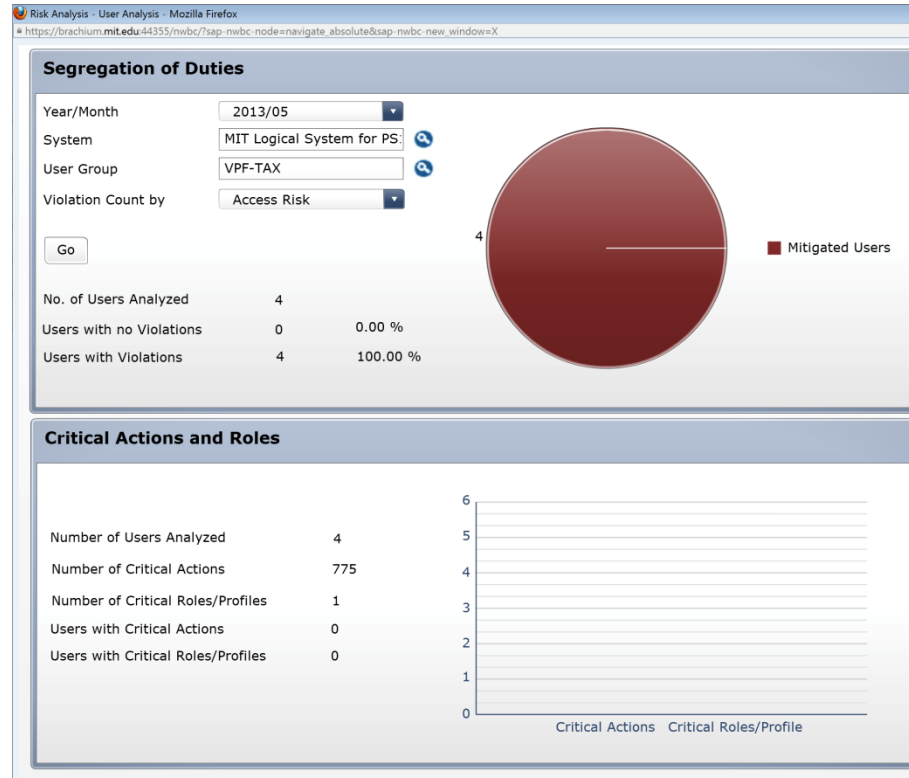 Risk Analysis - User Analysis - Mozilla Firefox
https://brachium.mit.edu:44355/nwbc/?sap-nwbc-node=navigate_absolute&sap-nwbc-new_window=X
Segregation of Duties
Year/Month 2013/05
System MIT Logical System for PS:
User Group VPF-TAX
Violation Count by Access Risk
Go
4
Mitigated Users
No. of Users Analyzed 4
Users with no Violations 0 0.00 %
Users with Violations 4 100.00 %
Critical Actions and Roles
Number of Users Analyzed 4
Number of Critical Actions 775
Number of Critical Roles/Profiles 1
Users with Critical Actions 0
Users with Critical Roles/Profiles 0
6
5
4
3
2
1
0
Critical Actions Critical Roles/Profile